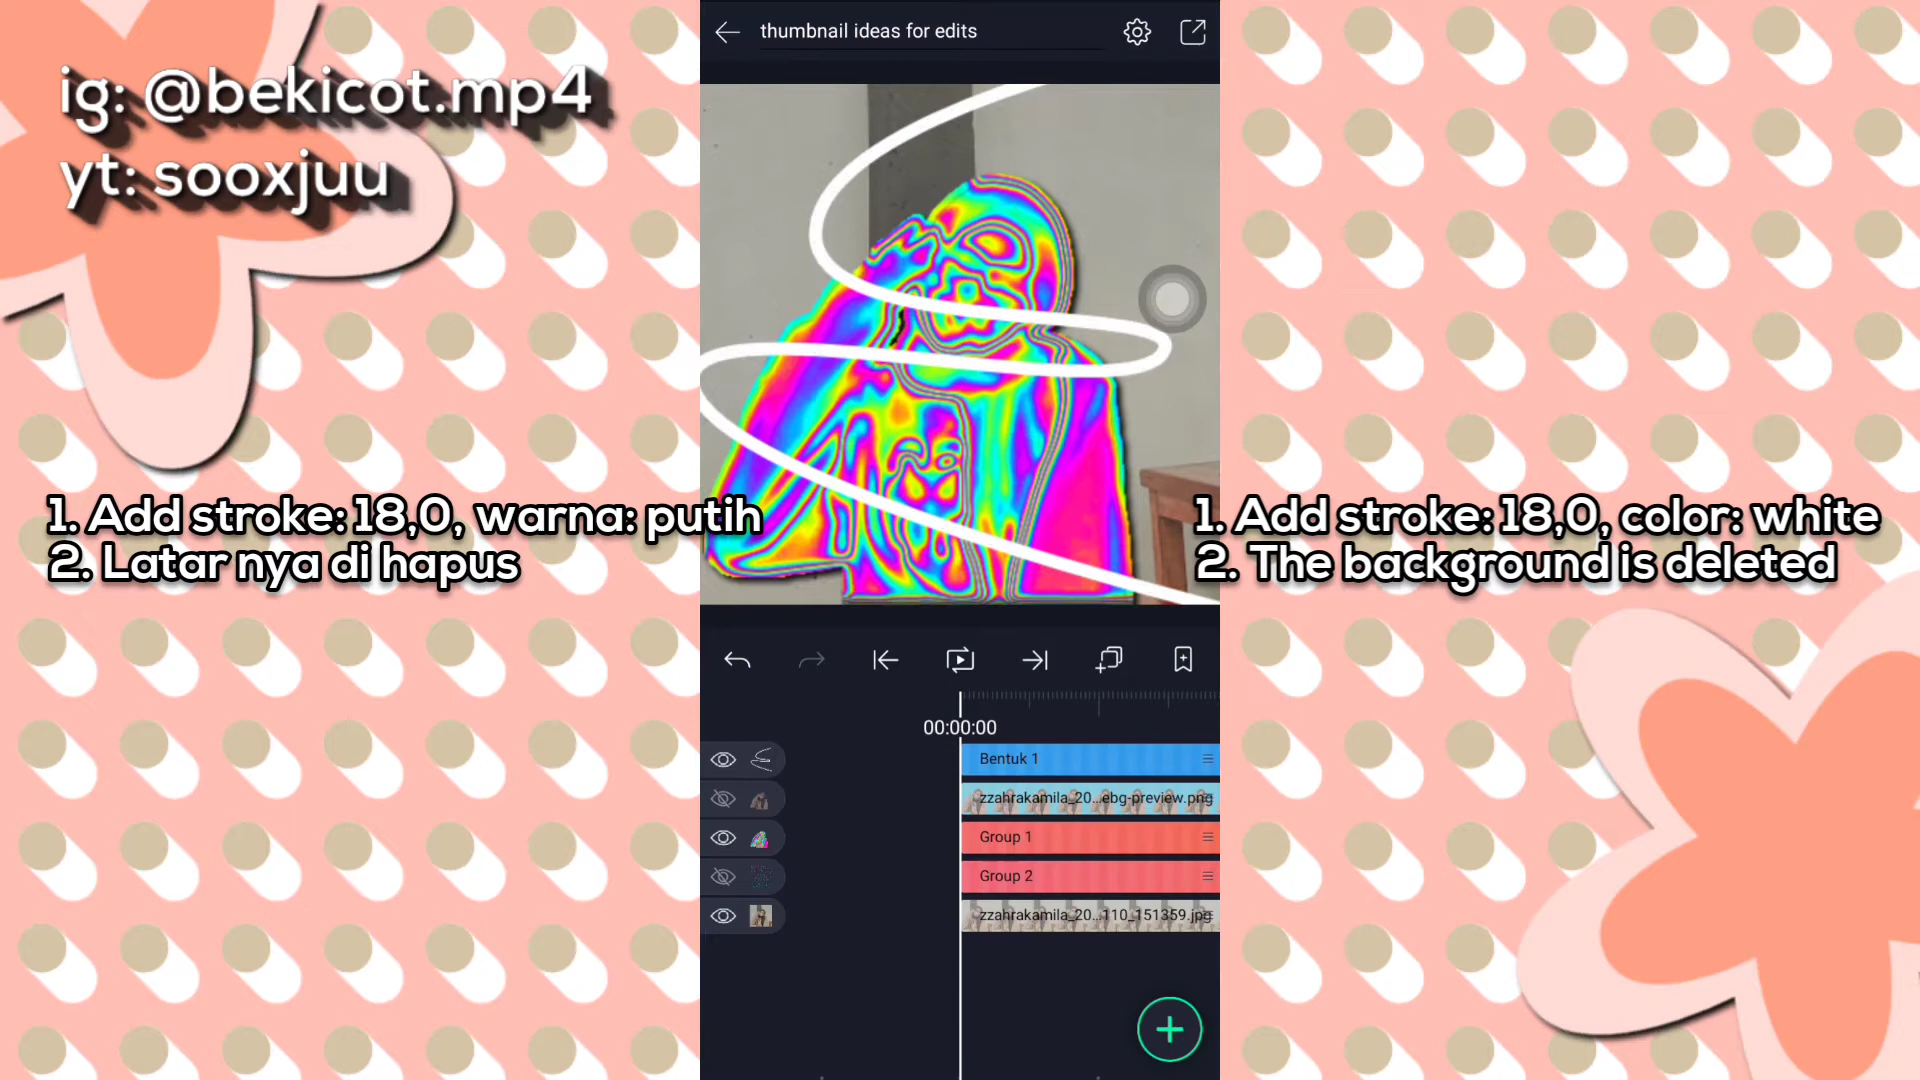 ig: @bekicot.mp4
yt: sooxjuu
thumbnail ideas for edits
1. Add stroke: 18,0, warna: putih
2. Latar nya di hapus
1. Add stroke: 18,0, color: white
2. The background is deleted
00:00:00
Bentuk 1
zzahrakamila_20...ebg-preview.png
Group 1
Group 2
zzahrakamila_20...110_151359.jpg